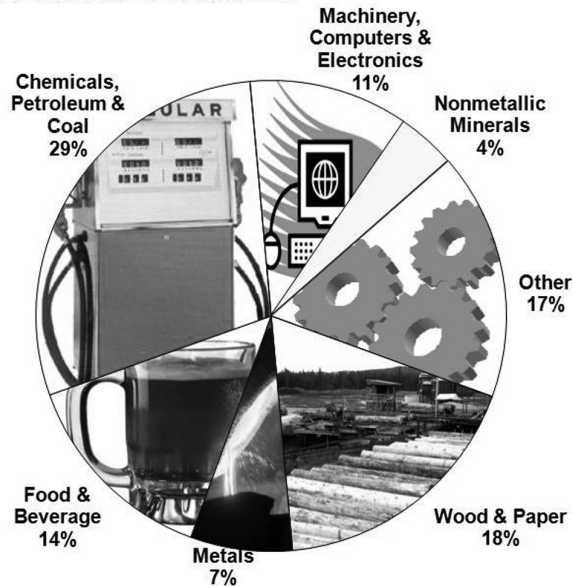 Machinery,
Computers &
Electronics
11%
Chemicals,
Petroleum &
Coal
29%
Nonmetallic
Minerals
4%
ULAR
Other
17%
Food &
Beverage
14%
Wood & Paper
18%
Metals
7%